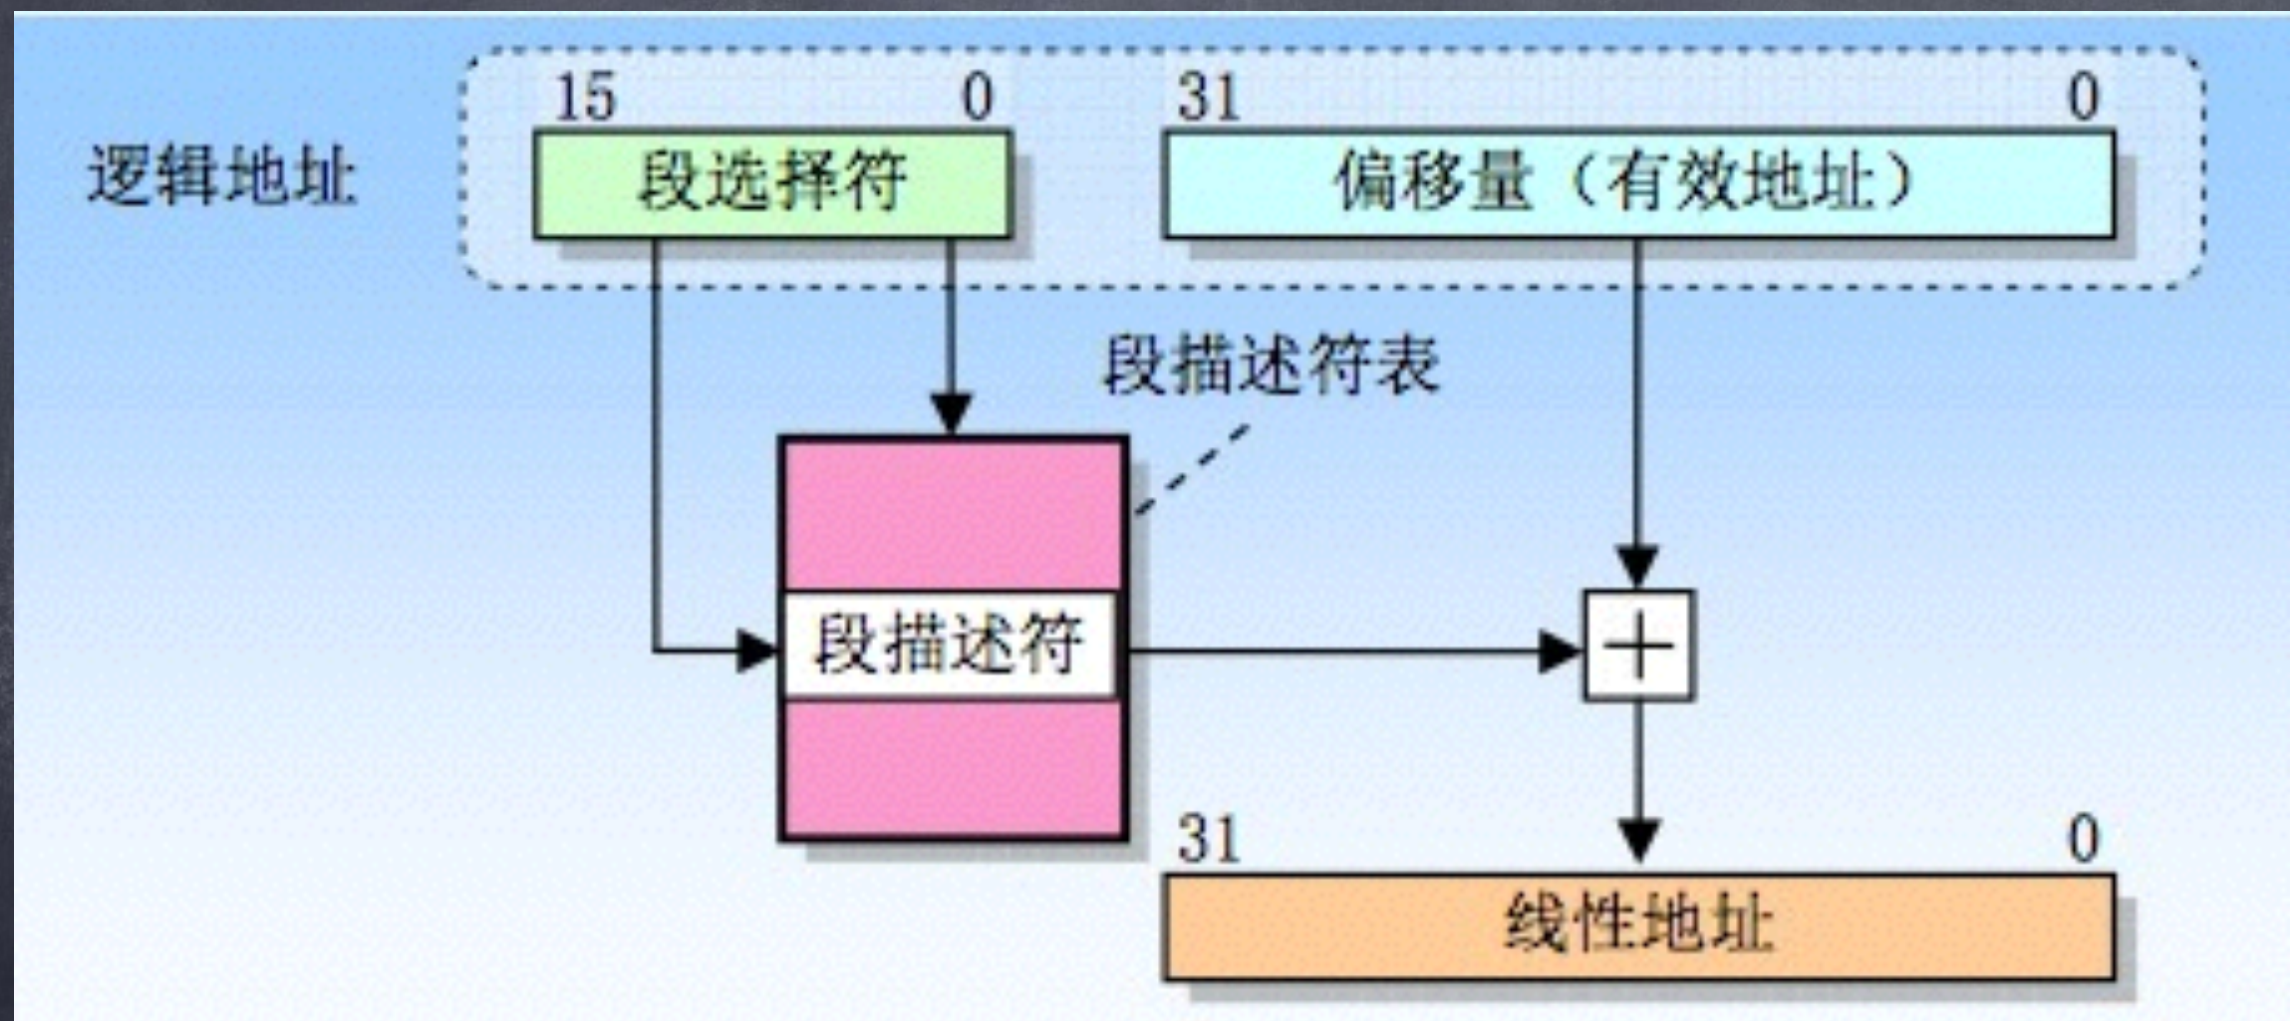 15 0 31 0
逻辑地址 段选择符 偏移量（有效地址）
段描述符表
段描述符 +
31 0
线性地址